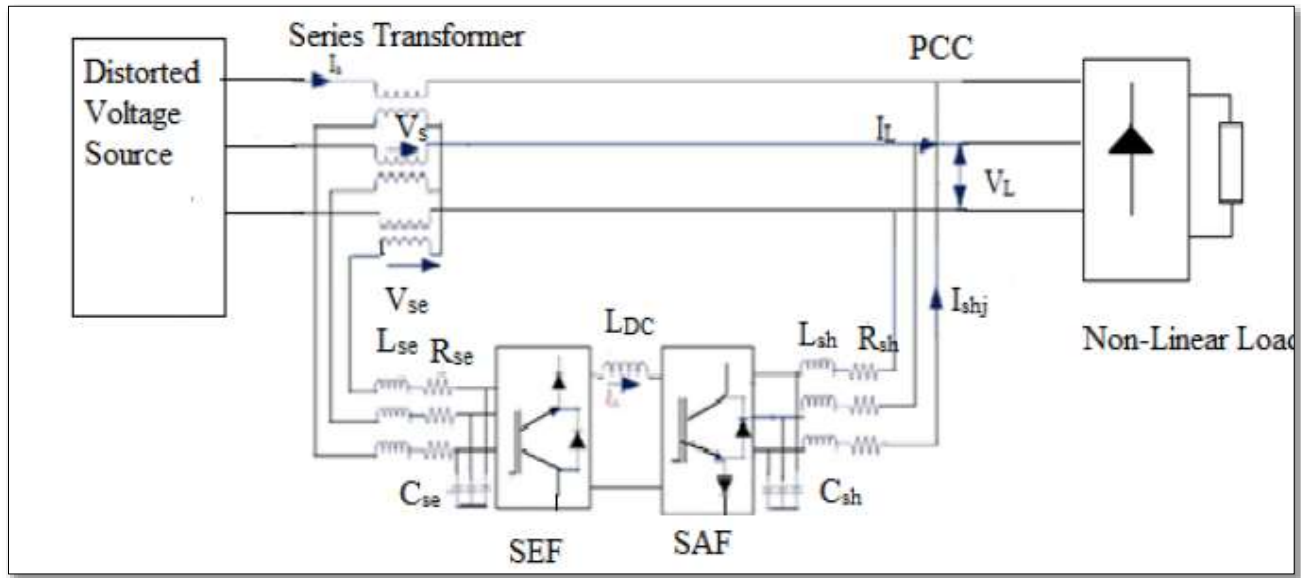 Series Transformer
PCC
Distorted
Voltage
Source
Is
Vs
IL
VL
Vse
Ishj
LDC
Lse
Rse
Lsh
Rsh
Non-Linear Load
Cse
Csh
SEF
SAF